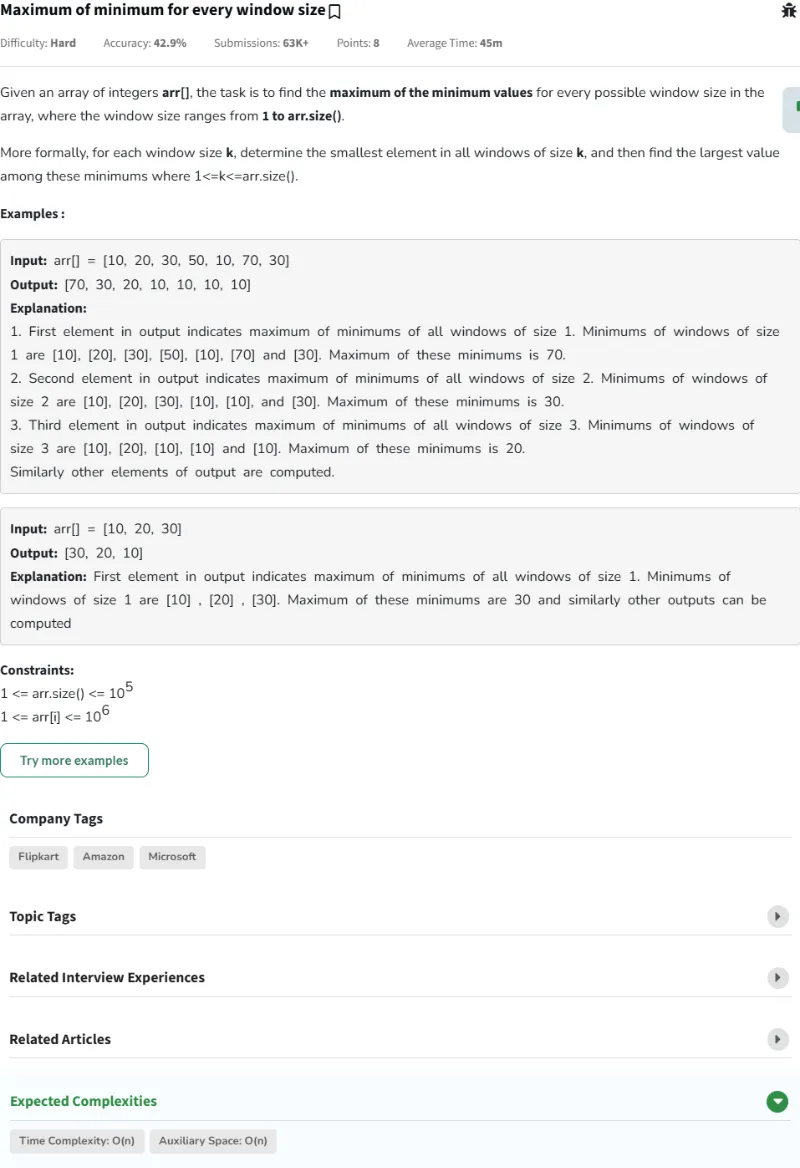 Maximum of minimum for every window size
Difficulty: Hard Accuracy: 42.9% Submissions: 63K+ Points: 8 Average Time: 45m
Given an array of integers arr[], the task is to find the maximum of the minimum values for every possible window size in the
array, where the window size ranges from 1 to arr.size().
More formally, for each window size k, determine the smallest element in all windows of size k, and then find the largest value
among these minimums where 1<=k<=arr.size().
Examples :
Input: arr[] = [10, 20, 30, 50, 10, 70, 30]
Output: [70, 30, 20, 10, 10, 10, 10]
Explanation:
1. First element in output indicates maximum of minimums of all windows of size 1. Minimums of windows of size
1 are [10], [20], [30], [50], [10], [70] and [30]. Maximum of these minimums is 70.
2. Second element in output indicates maximum of minimums of all windows of size 2. Minimums of windows of
size 2 are [10], [20], [30], [10], [10], and [30]. Maximum of these minimums is 30.
3. Third element in output indicates maximum of minimums of all windows of size 3. Minimums of windows of
size 3 are [10], [20], [10], [10] and [10]. Maximum of these minimums is 20.
Similarly other elements of output are computed.
Input: arr[] = [10, 20, 30]
Output: [30, 20, 10]
Explanation: First element in output indicates maximum of minimums of all windows of size 1. Minimums of
windows of size 1 are [10] , [20] , [30]. Maximum of these minimums are 30 and similarly other outputs can be
computed
Constraints:
1 <= arr.size() <= 10⁵
1 <= arr[i] <= 10⁶
Try more examples
Company Tags
Flipkart Amazon Microsoft
Topic Tags
Related Interview Experiences
Related Articles
Expected Complexities
Time Complexity: O(n) Auxiliary Space: O(n)